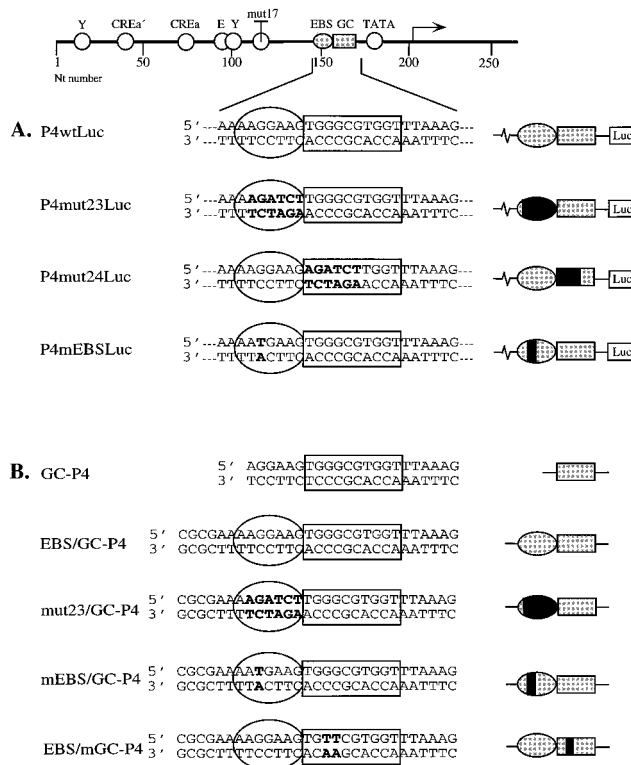 mut17
Y CREa´ CREa E Y EBS GC TATA
1 50 100 150 200 250
Nt number
A. P4wtLuc 5´ ---AAAAGGAAGTGGGCGTGGTTTAAAG--- Luc
3´ ---TTTTCCTTCACCCGCACCAAATTTC---
P4mut23Luc 5´ ---AAAAGATCTTGGGCGTGGTTTAAAG--- Luc
3´ ---TTTTCTAGAACCCGCACCAAATTTC---
P4mut24Luc 5´ ---AAAAGGAAGAGATCTTGGTTTAAAG--- Luc
3´ ---TTTTCCTTCTCTAGAACCAAATTTC---
P4mEBSLuc 5´ ---AAAATGAAGTGGGCGTGGTTTAAAG--- Luc
3´ ---TTTTACTTCACCCGCACCAAATTTC---
B. GC-P4 5´ AGGAAGTGGGCGTGGTTTAAAG
3´ TCCTTCACCCGCACCAAATTTC
EBS/GC-P4 5´ CGCGAAAAGGAAGTGGGCGTGGTTTAAAG
3´ GCGCTTTTCCTTCACCCGCACCAAATTTC
mut23/GC-P4 5´ CGCGAAAAGATCTTGGGCGTGGTTTAAAG
3´ GCGCTTTTCTAGAACCCGCACCAAATTTC
mEBS/GC-P4 5´ CGCGAAAATGAAGTGGGCGTGGTTTAAAG
3´ GCGCTTTTACTTCACCCGCACCAAATTTC
EBS/mGC-P4 5´ CGCGAAAAGGAAGTGTTCGTGGTTTAAAG
3´ GCGCTTTTCCTTCACAAGCACCAAATTTC